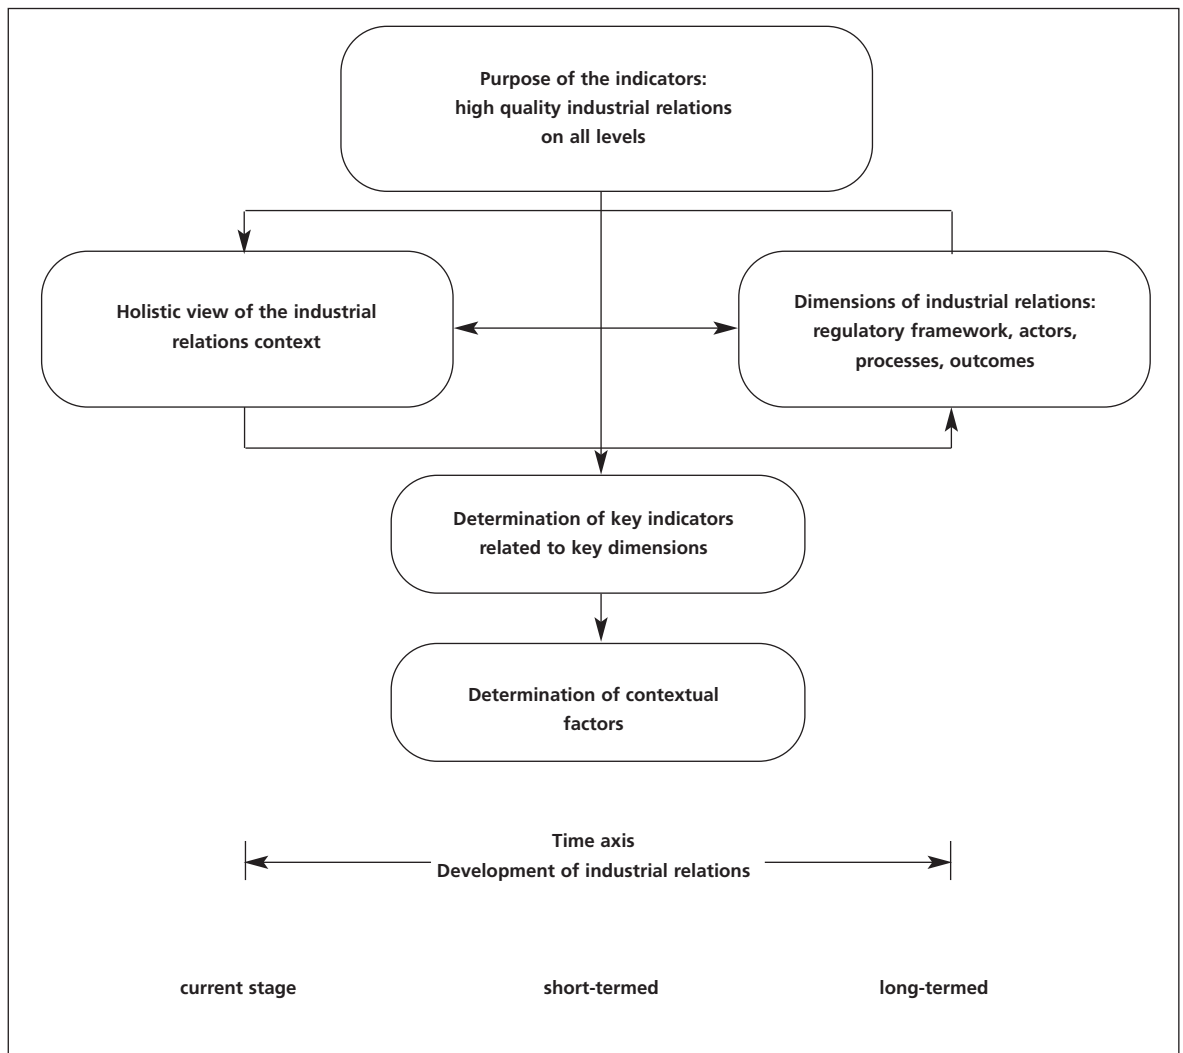 Purpose of the indicators:
high quality industrial relations
on all levels
Holistic view of the industrial
relations context
Dimensions of industrial relations:
regulatory framework, actors,
processes, outcomes
Determination of key indicators
related to key dimensions
Determination of contextual
factors
Time axis
Development of industrial relations
current stage
short-termed
long-termed